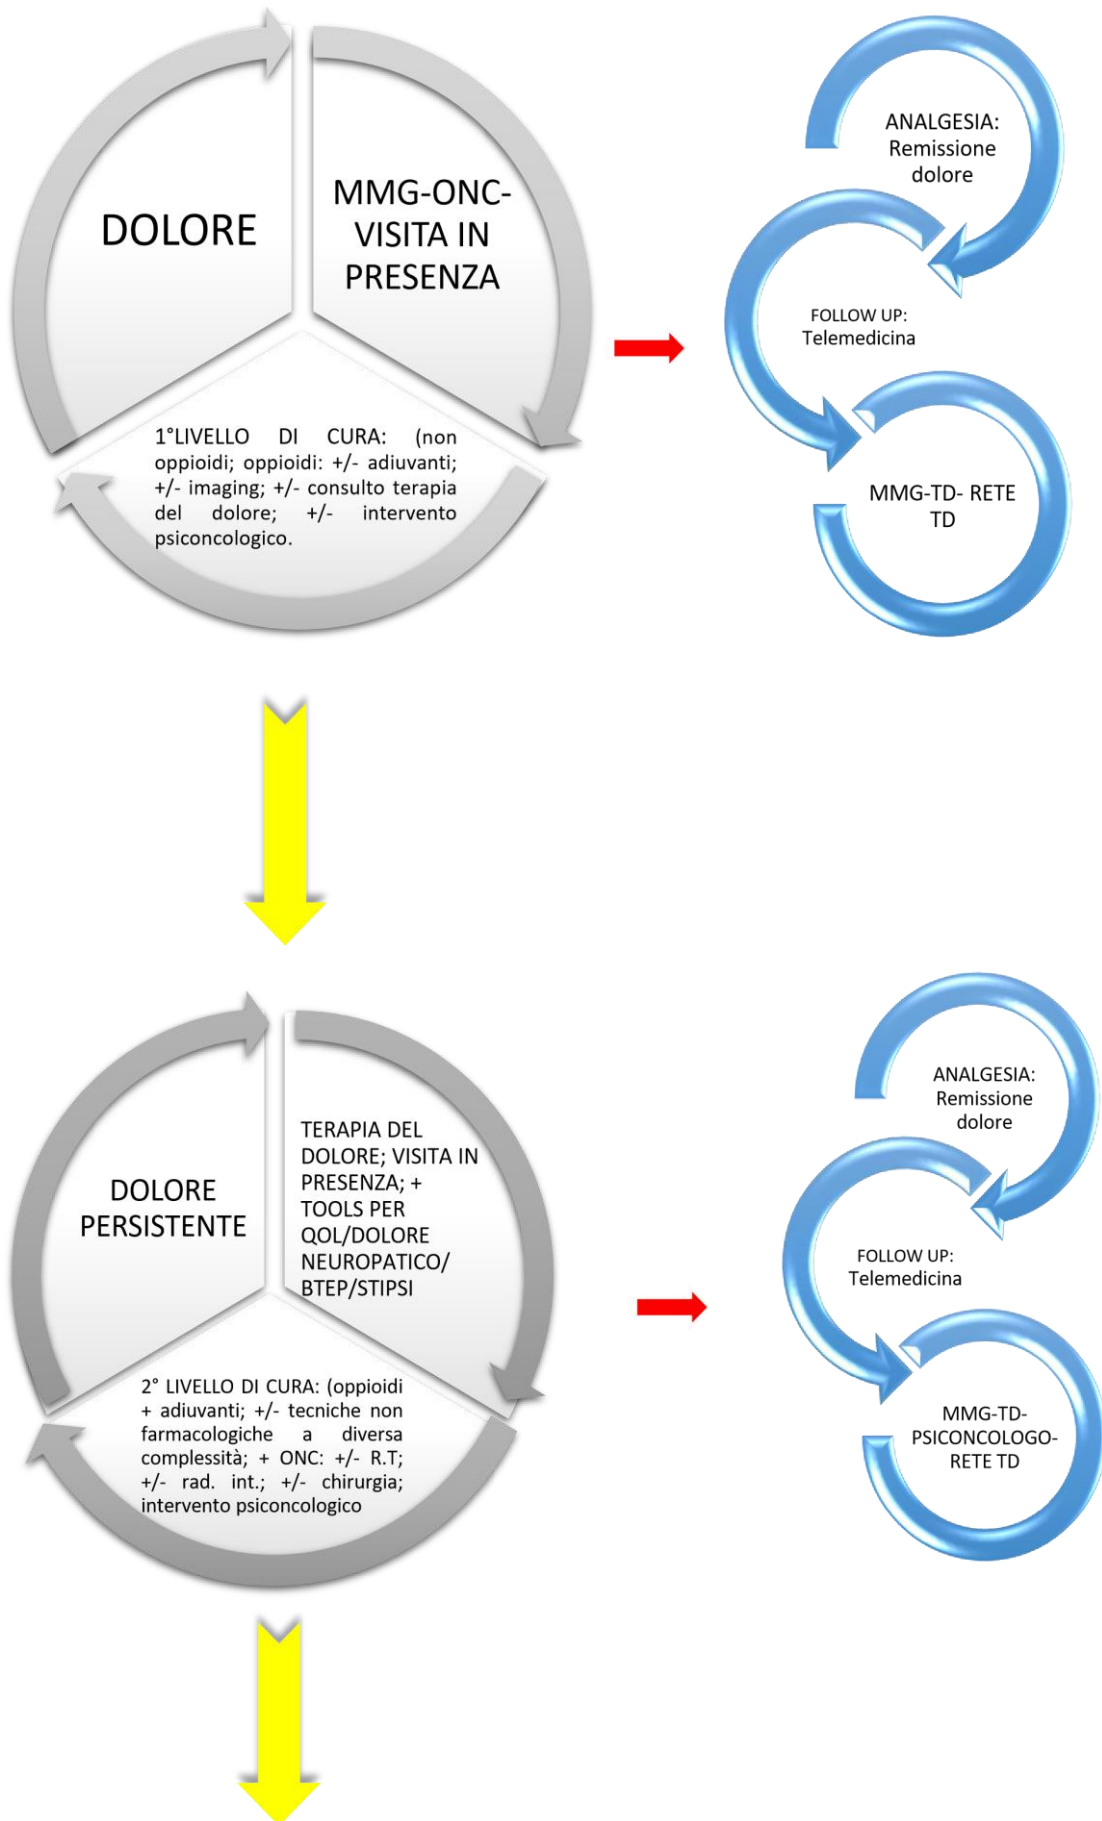 DOLORE
MMG-ONC-
VISITA IN
PRESENZA
1°LIVELLO DI CURA: (non
oppioidi; oppioidi: +/- adiuvanti;
+/- imaging; +/- consulto terapia
del dolore; +/- intervento
psiconcologico.
ANALGESIA:
Remissione
dolore
FOLLOW UP:
Telemedicina
MMG-TD- RETE
TD
DOLORE
PERSISTENTE
TERAPIA DEL
DOLORE; VISITA IN
PRESENZA; +
TOOLS PER
QOL/DOLORE
NEUROPATICO/
BTEP/STIPSI
2° LIVELLO DI CURA: (oppioidi
+ adiuvanti; +/- tecniche non
farmacologiche a diversa
complessità; + ONC: +/- R.T;
+/- rad. int.; +/- chirurgia;
intervento psiconcologico
ANALGESIA:
Remissione
dolore
FOLLOW UP:
Telemedicina
MMG-TD-
PSICONCOLOGO-
RETE TD